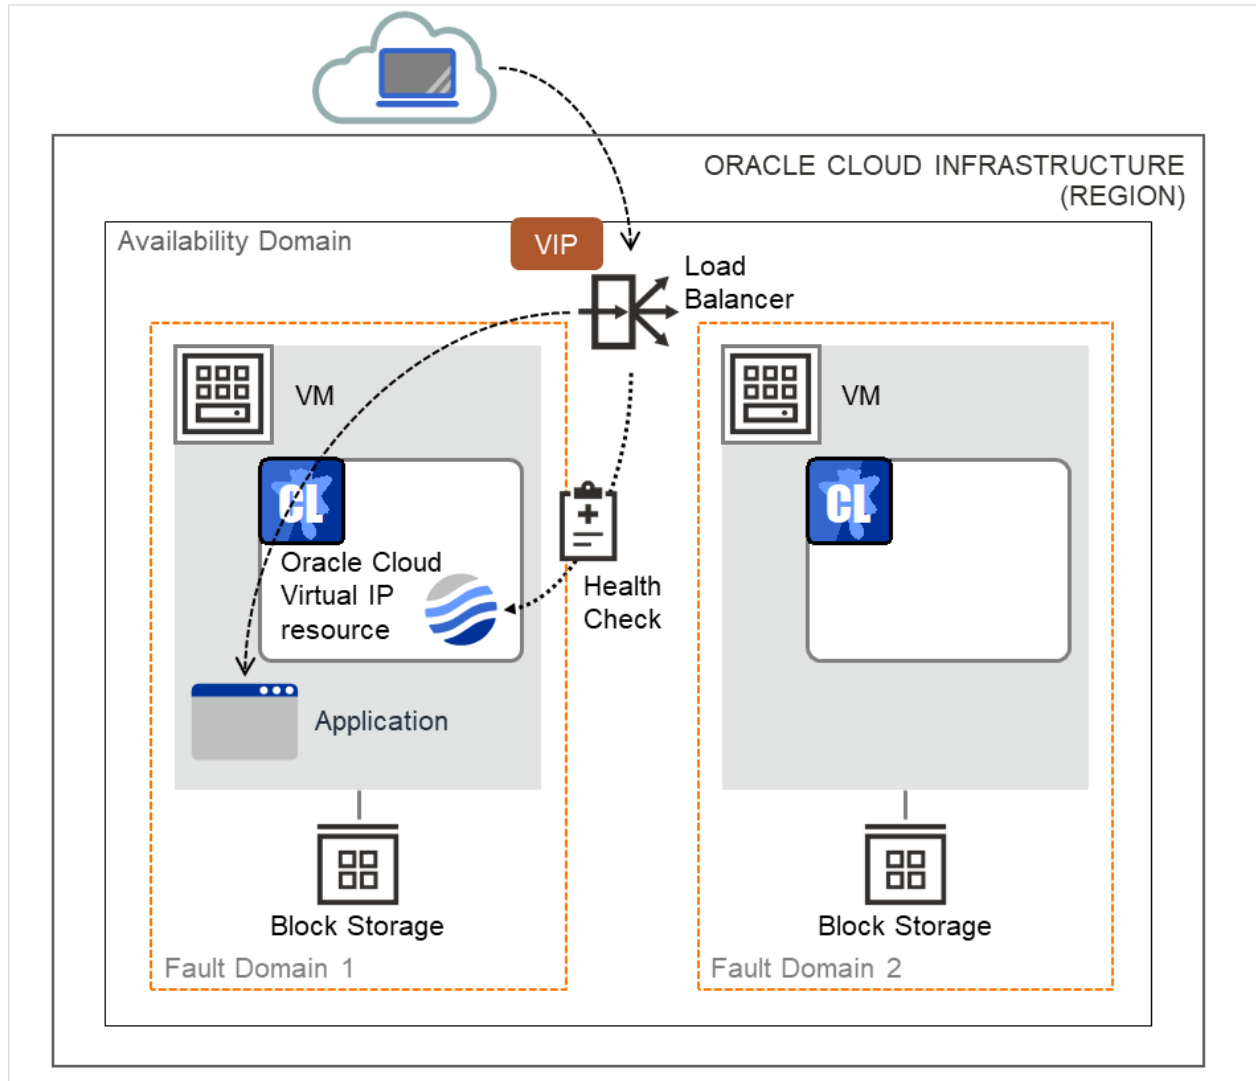 ORACLE CLOUD INFRASTRUCTURE
(REGION)
Availability Domain
VIP
Load
Balancer
VM
CL
Oracle Cloud
Virtual IP
resource
Health
Check
Application
Block Storage
Fault Domain 1
VM
CL
Block Storage
Fault Domain 2